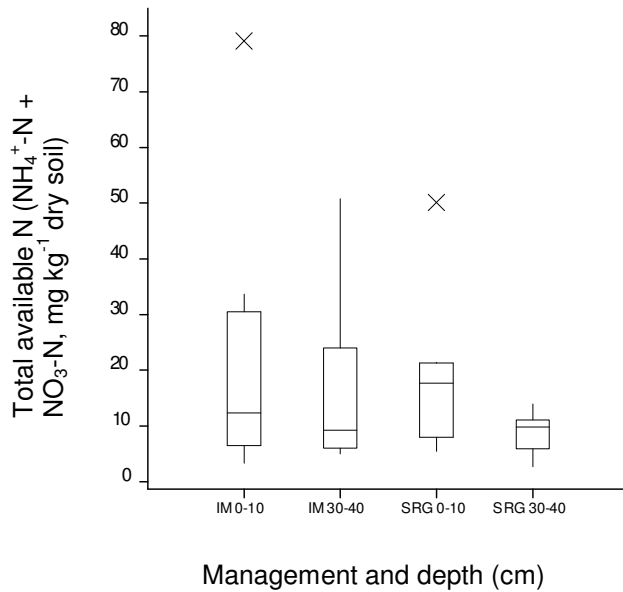 Total available N (NH₄⁺-N +
NO₃-N, mg kg⁻¹ dry soil)
80
70
60
50
40
30
20
10
0
IM 0-10 IM 30-40 SRG 0-10 SRG 30-40
Management and depth (cm)